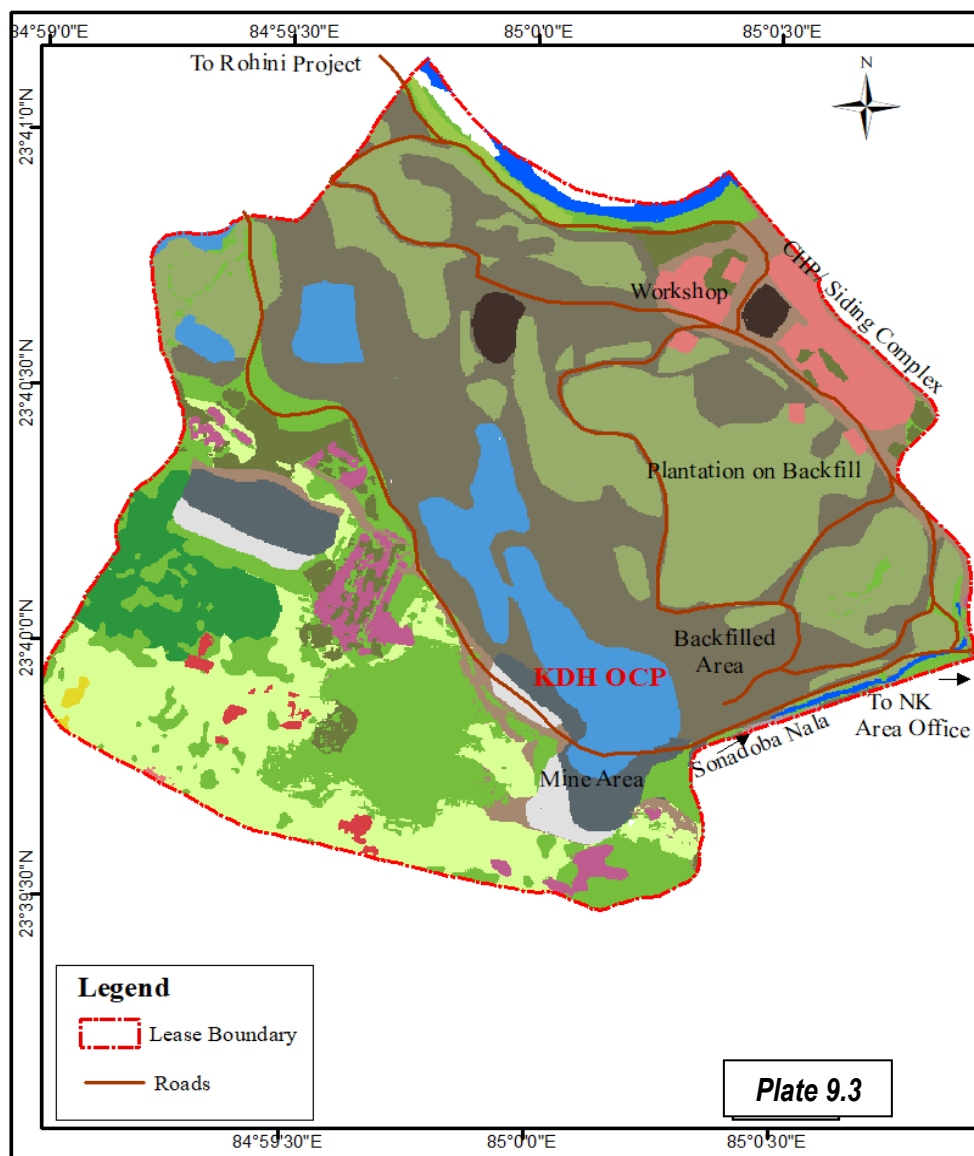 84°59'0"E
84°59'30"E
85°0'0"E
85°0'30"E
To Rohini Project
N
23°41'0"N
CHP/ Siding Complex
Workshop
23°40'30"N
Plantation on Backfill
23°40'0"N
Backfilled
Area
KDH OCP
To NK
Area Office
Sonadoba Nala
Mine Area
23°39'30"N
Legend
Lease Boundary
Roads
Plate 9.3
84°59'30"E
85°0'0"E
85°0'30"E